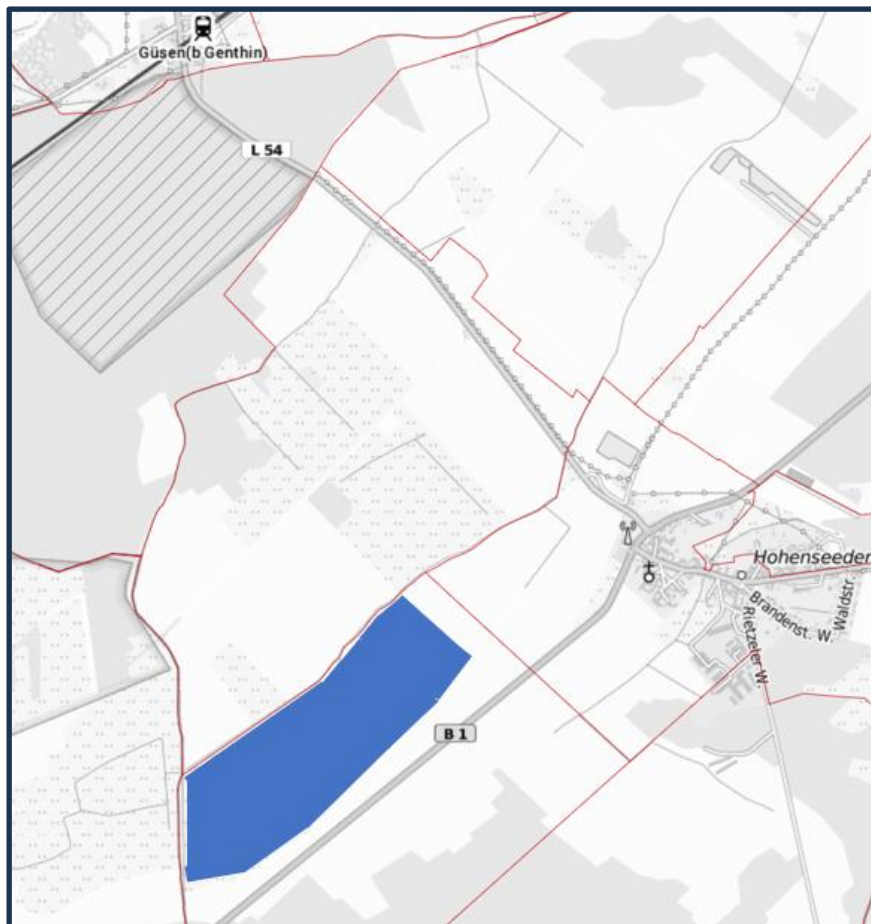 Güsen(b Genthin)
L 54
Hohenseeden
Brandenst. W.
Waldstr.
Rietzeler W.
B 1